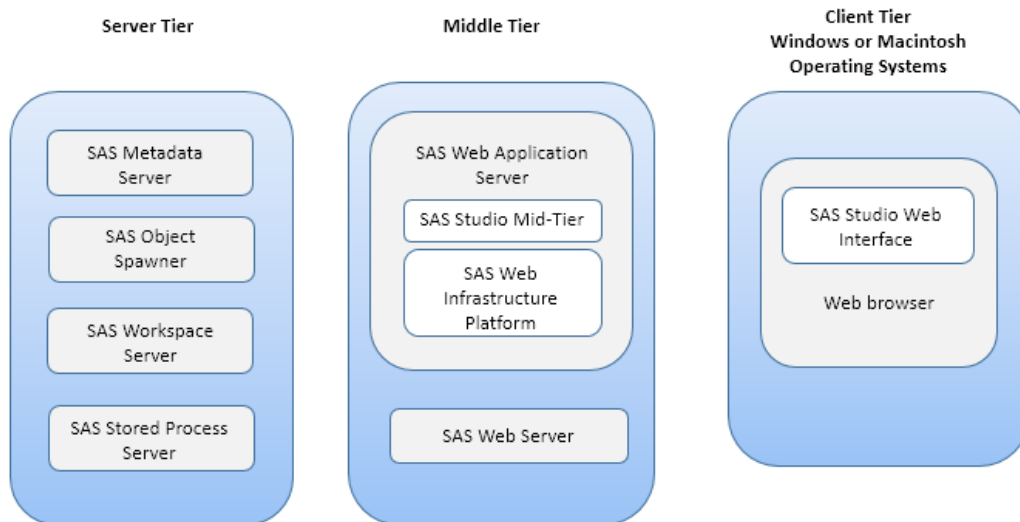 Server Tier
SAS Metadata
Server
SAS Object
Spawner
SAS Workspace
Server
SAS Stored Process
Server
Middle Tier
SAS Web Application
Server
SAS Studio Mid-Tier
SAS Web
Infrastructure
Platform
SAS Web Server
Client Tier
Windows or Macintosh
Operating Systems
SAS Studio Web
Interface
Web browser